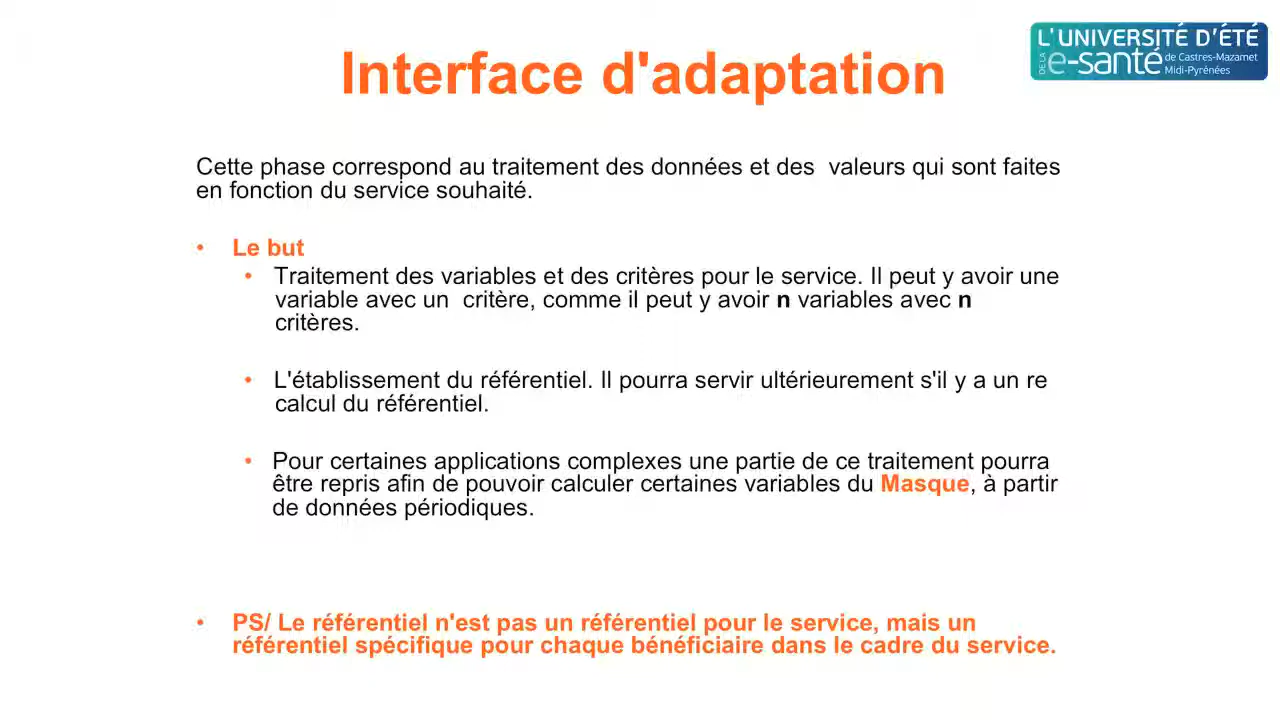 L'UNIVERSITÉ D'ÉTÉ
DE LA e-santé de Castres-Mazamet
Midi-Pyrénées
Interface d'adaptation
Cette phase correspond au traitement des données et des  valeurs qui sont faites
en fonction du service souhaité.
• Le but
• Traitement des variables et des critères pour le service. Il peut y avoir une
variable avec un  critère, comme il peut y avoir n variables avec n
critères.
• L'établissement du référentiel. Il pourra servir ultérieurement s'il y a un re
calcul du référentiel.
• Pour certaines applications complexes une partie de ce traitement pourra
être repris afin de pouvoir calculer certaines variables du Masque, à partir
de données périodiques.
• PS/ Le référentiel n'est pas un référentiel pour le service, mais un
référentiel spécifique pour chaque bénéficiaire dans le cadre du service.